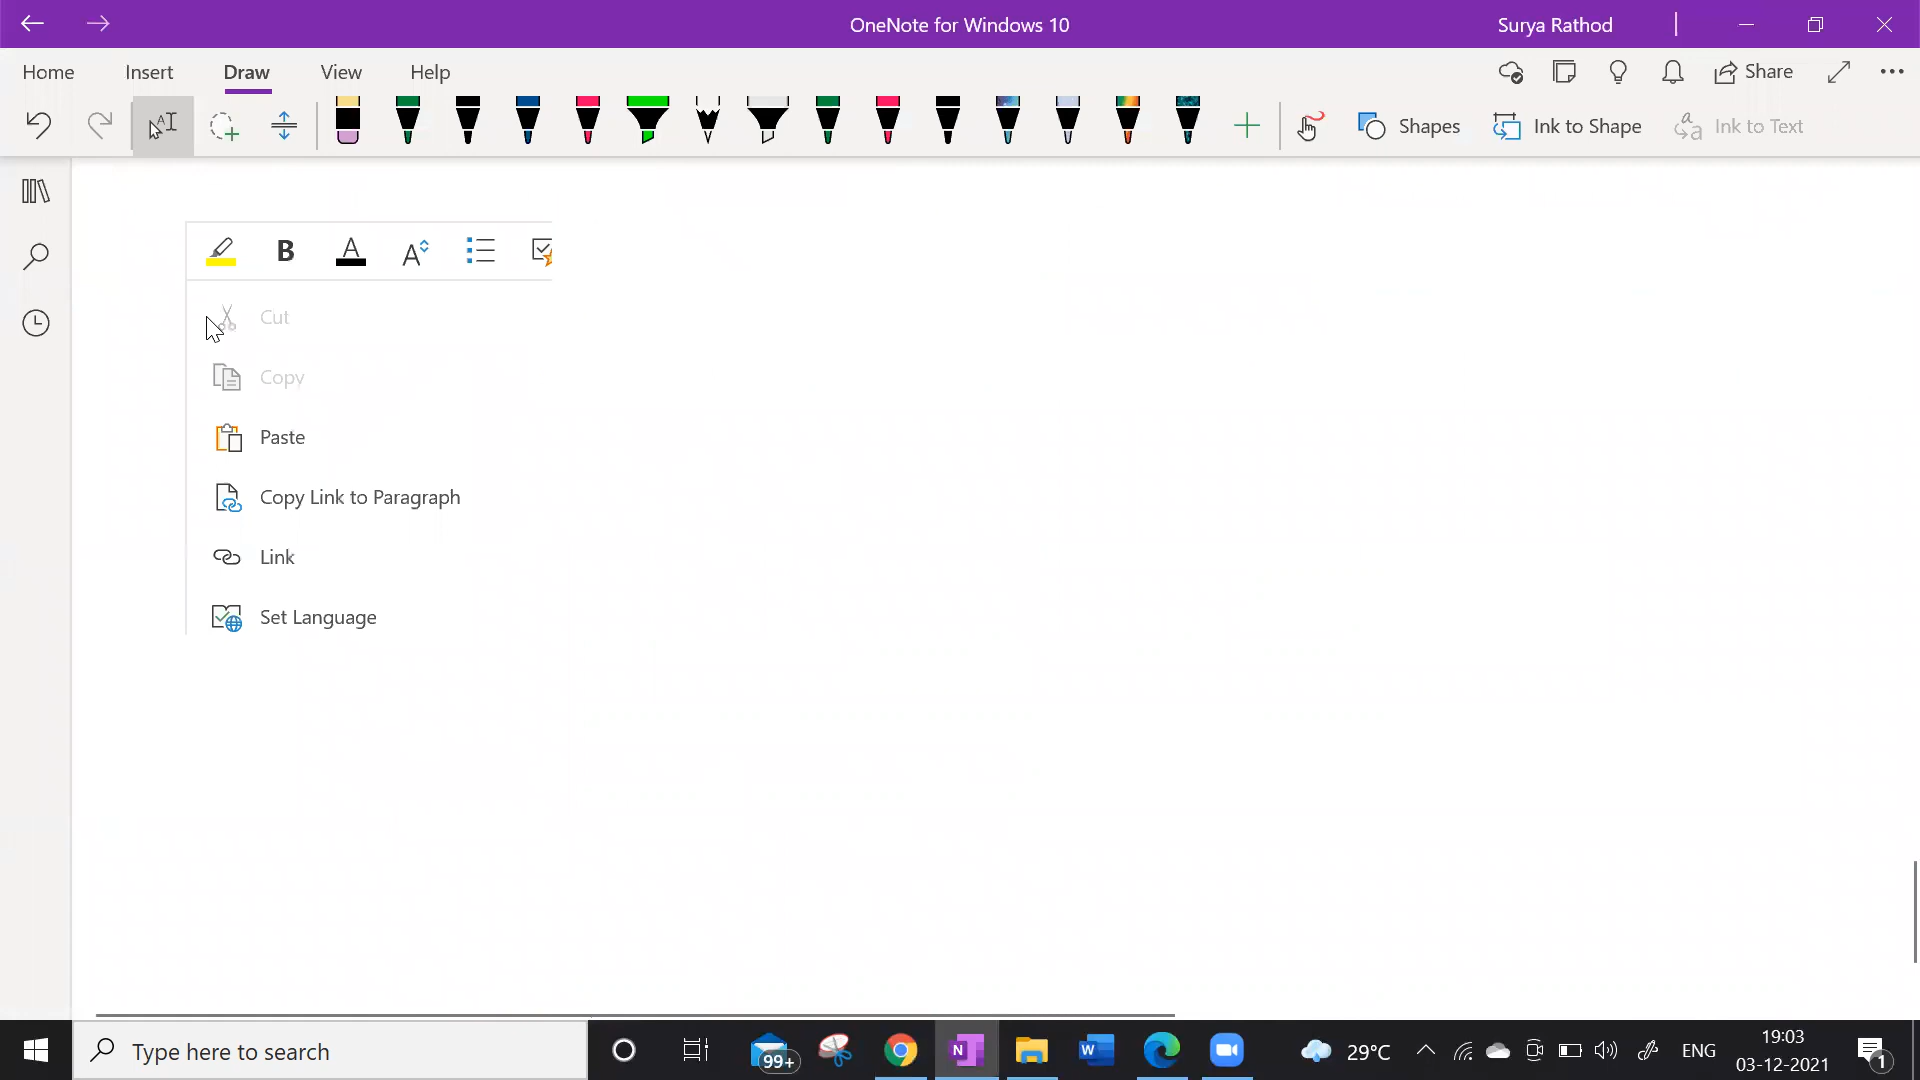 OneNote for Windows 10
Surya Rathod
Home Insert Draw View Help
Share
Shapes
Ink to Shape
Ink to Text
Cut
Copy
Paste
Copy Link to Paragraph
Link
Set Language
Type here to search
99+
29°C
ENG
19:03
03-12-2021
1